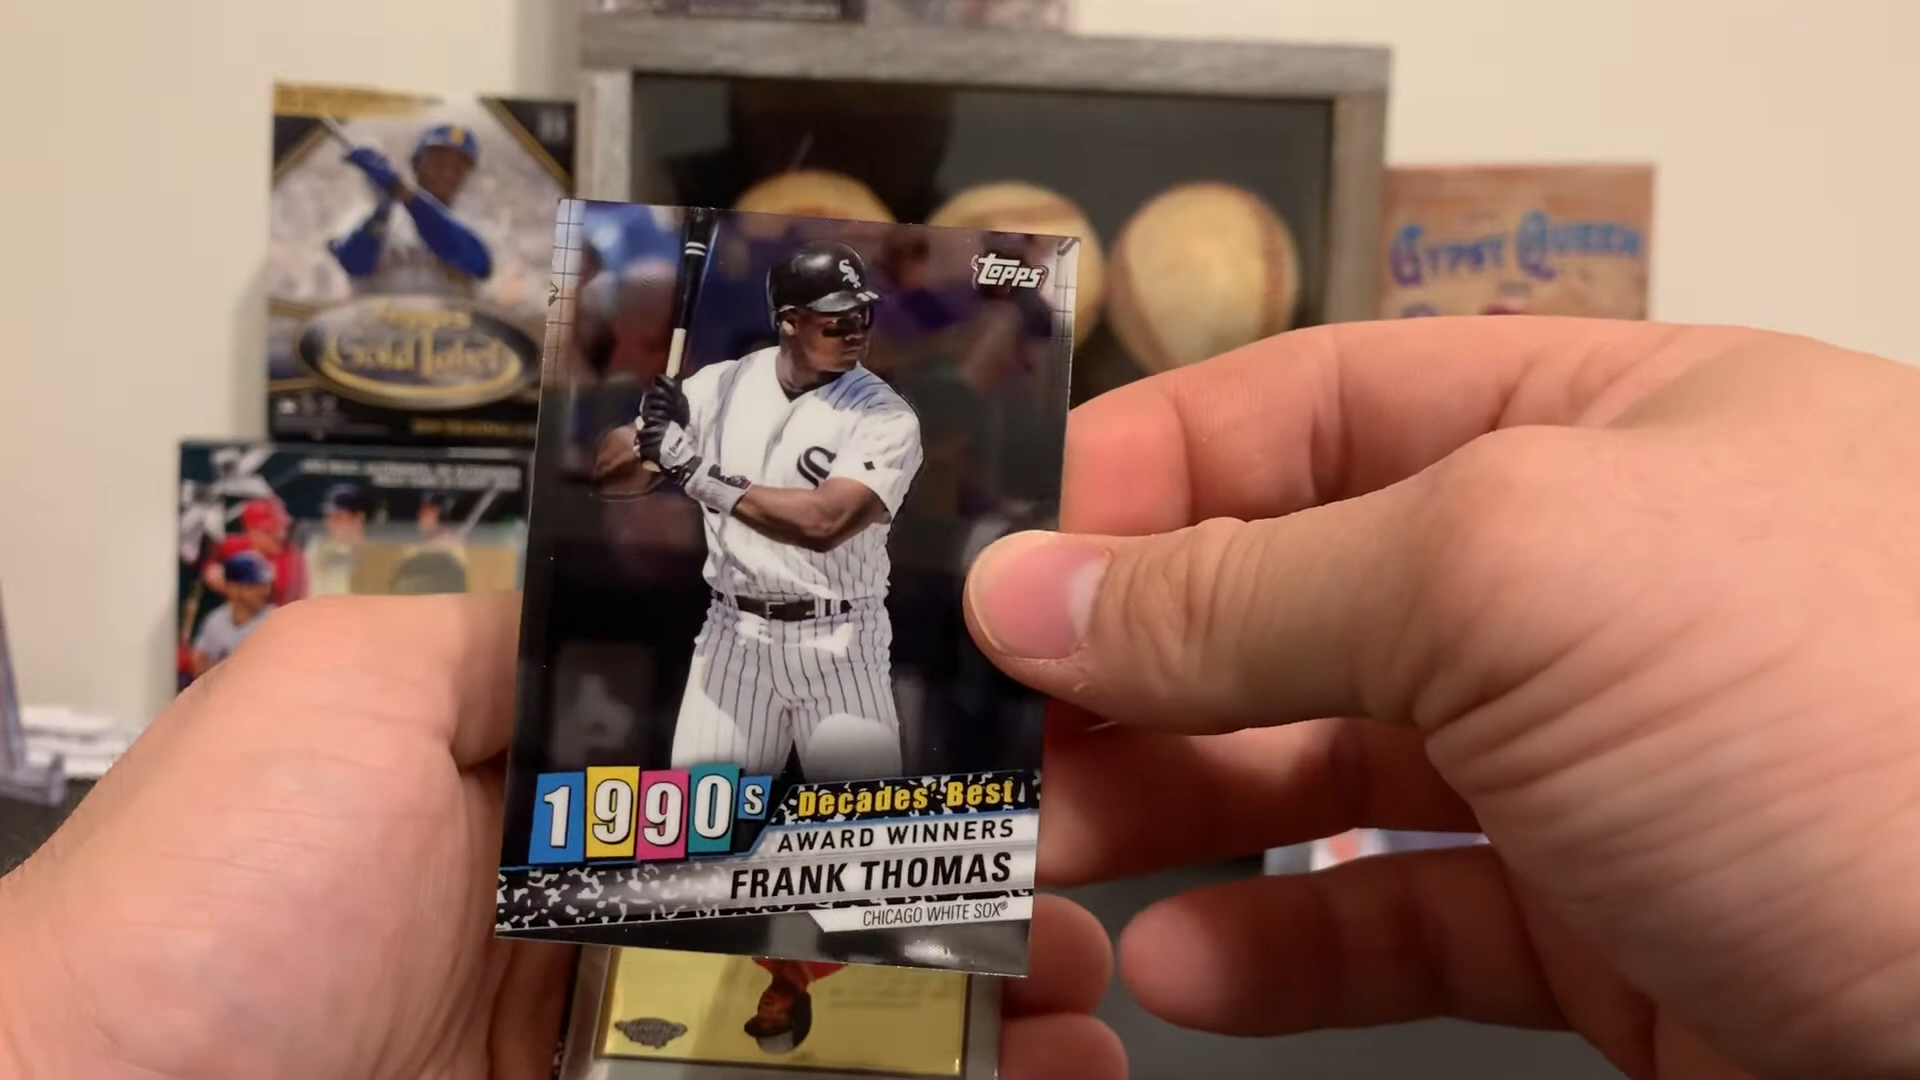 Topps
Gold Label
GYPSY QUEEN
topps
1990s
Decades' Best
AWARD WINNERS
FRANK THOMAS
CHICAGO WHITE SOX®